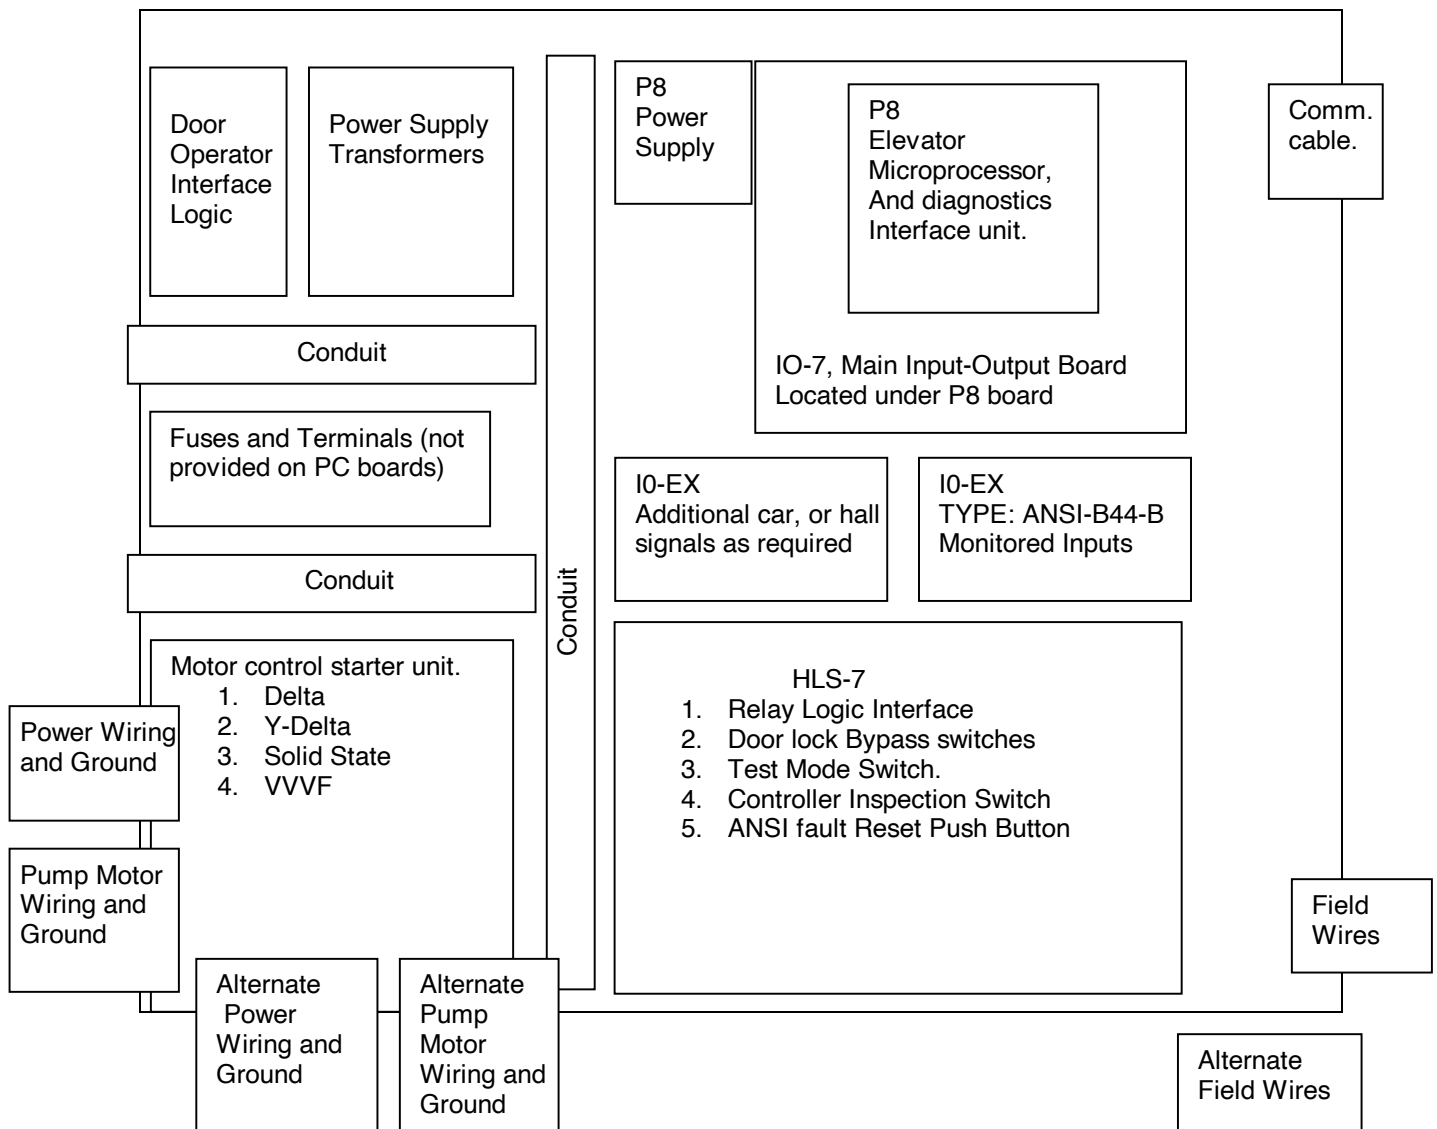 Door
Operator
Interface
Logic
Power Supply
Transformers
P8
Power
Supply
P8
Elevator
Microprocessor,
And diagnostics
Interface unit.
IO-7, Main Input-Output Board
Located under P8 board
Comm.
cable.
Conduit
Fuses and Terminals (not
provided on PC boards)
Conduit
Conduit
I0-EX
Additional car, or hall
signals as required
I0-EX
TYPE: ANSI-B44-B
Monitored Inputs
Motor control starter unit.
1. Delta
2. Y-Delta
3. Solid State
4. VVVF
HLS-7
1. Relay Logic Interface
2. Door lock Bypass switches
3. Test Mode Switch.
4. Controller Inspection Switch
5. ANSI fault Reset Push Button
Power Wiring
and Ground
Pump Motor
Wiring and
Ground
Field
Wires
Alternate
Power
Wiring and
Ground
Alternate
Pump
Motor
Wiring and
Ground
Alternate
Field Wires